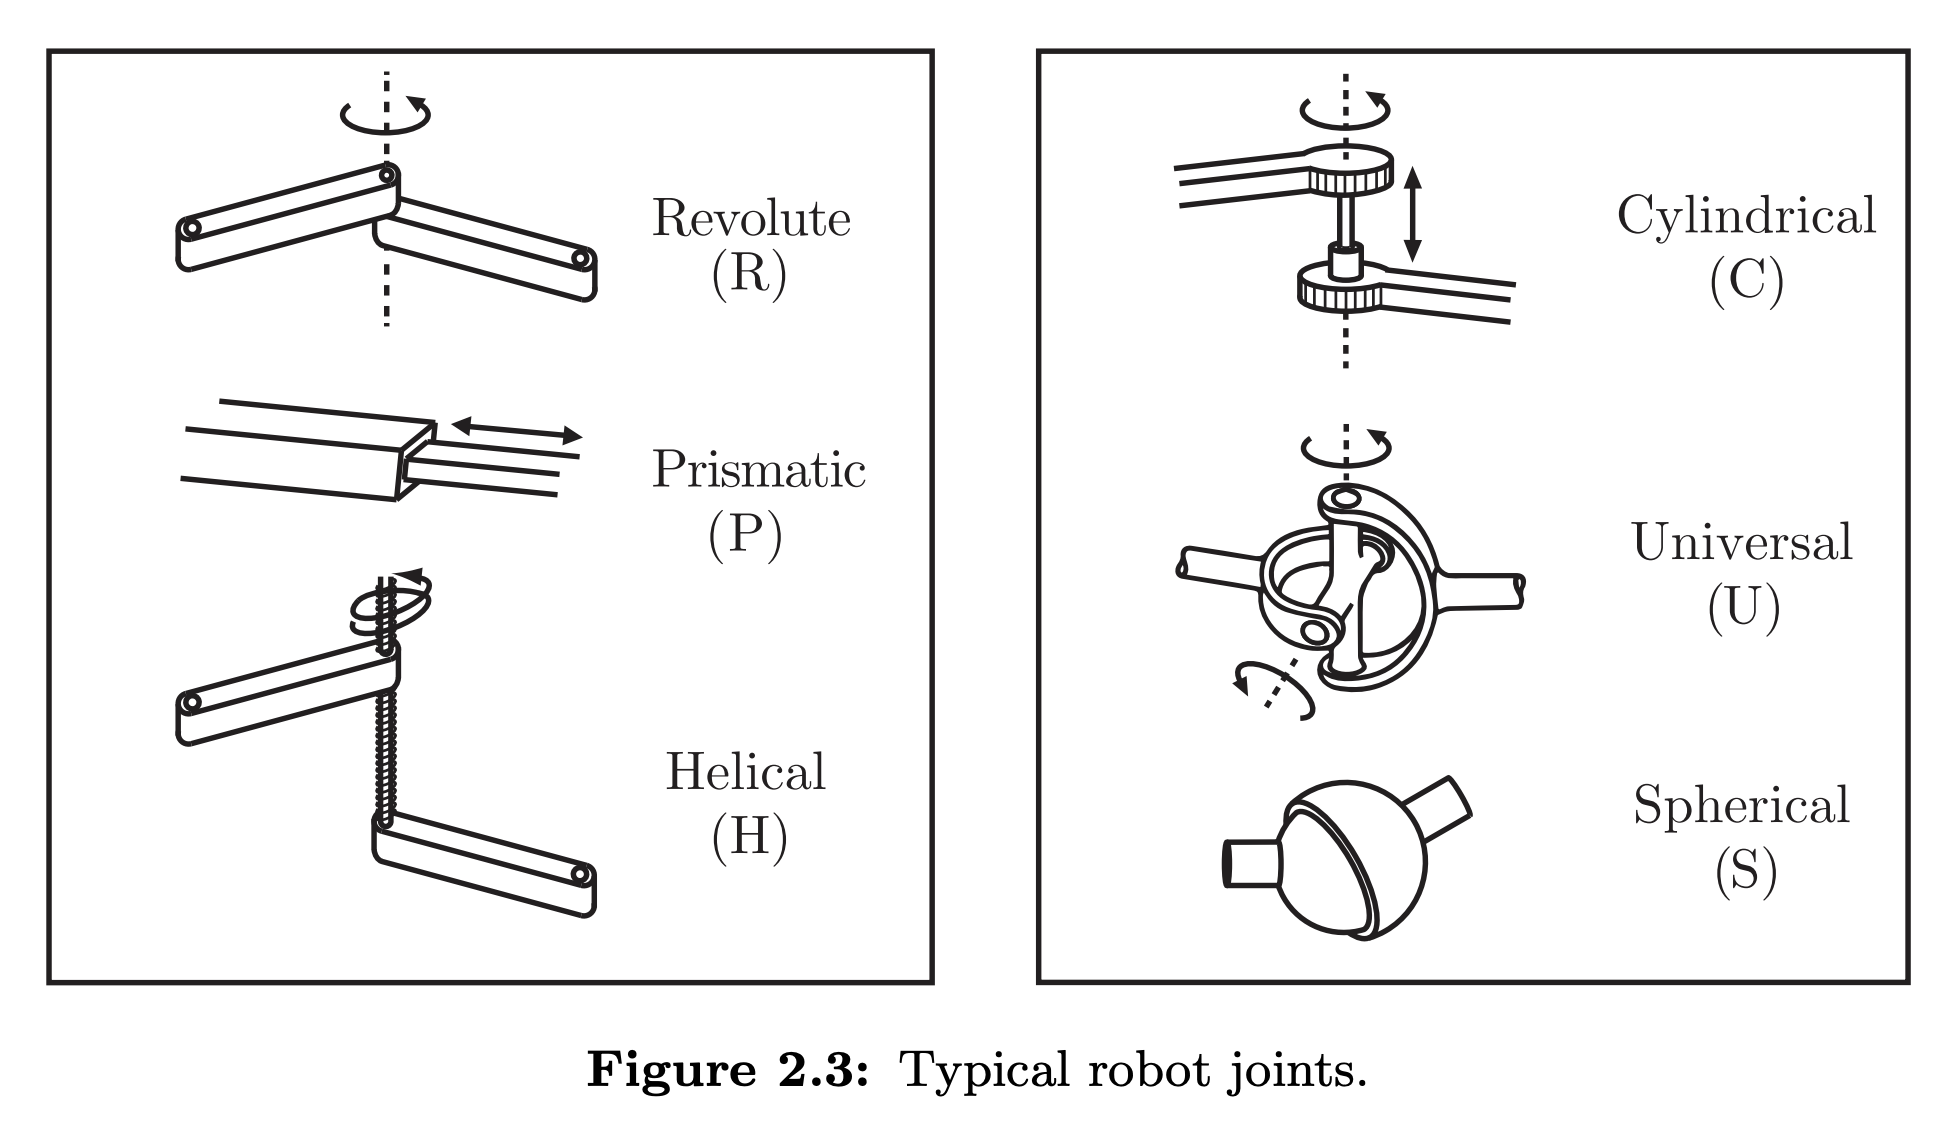 Revolute
(R)
Prismatic
(P)
Helical
(H)
Cylindrical
(C)
Universal
(U)
Spherical
(S)
Figure 2.3: Typical robot joints.